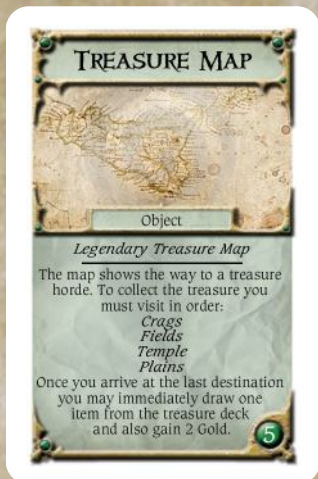 TREASURE MAP
Object
Legendary Treasure Map
The map shows the way to a treasure
horde. To collect the treasure you
must visit in order:
Crags
Fields
Temple
Plains
Once you arrive at the last destination
you may immediately draw one
item from the treasure deck
and also gain 2 Gold.
5